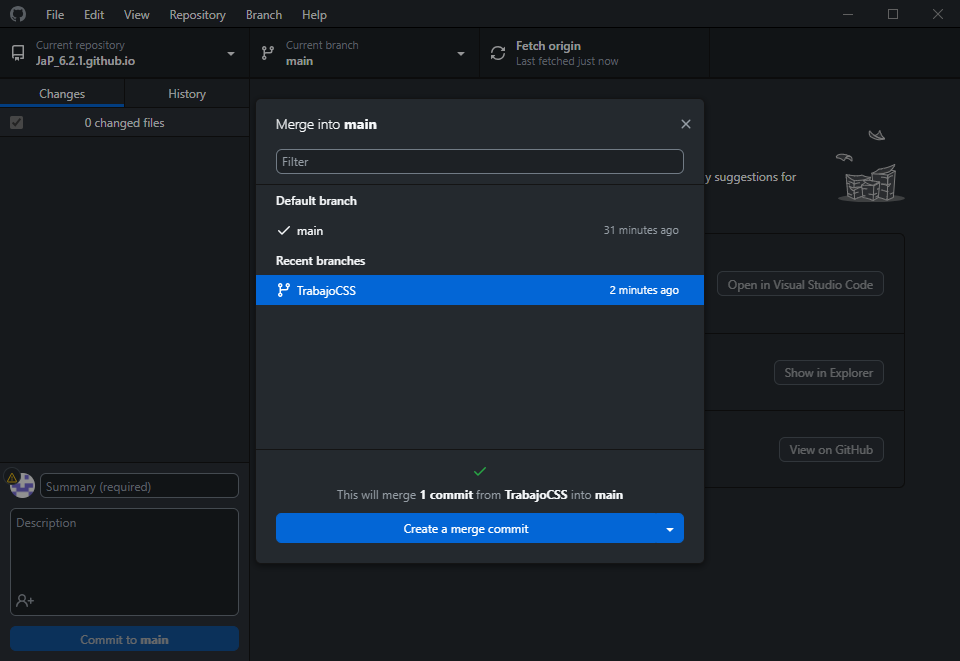 File Edit View Repository Branch Help
Current repository
JaP_6.2.1.github.io
Current branch
main
Fetch origin
Last fetched just now
Changes History
0 changed files
Merge into main
Filter
Default branch
main 31 minutes ago
Recent branches
TrabajoCSS 2 minutes ago
This will merge 1 commit from TrabajoCSS into main
Create a merge commit
y suggestions for
Open in Visual Studio Code
Show in Explorer
View on GitHub
Summary (required)
Description
Commit to main